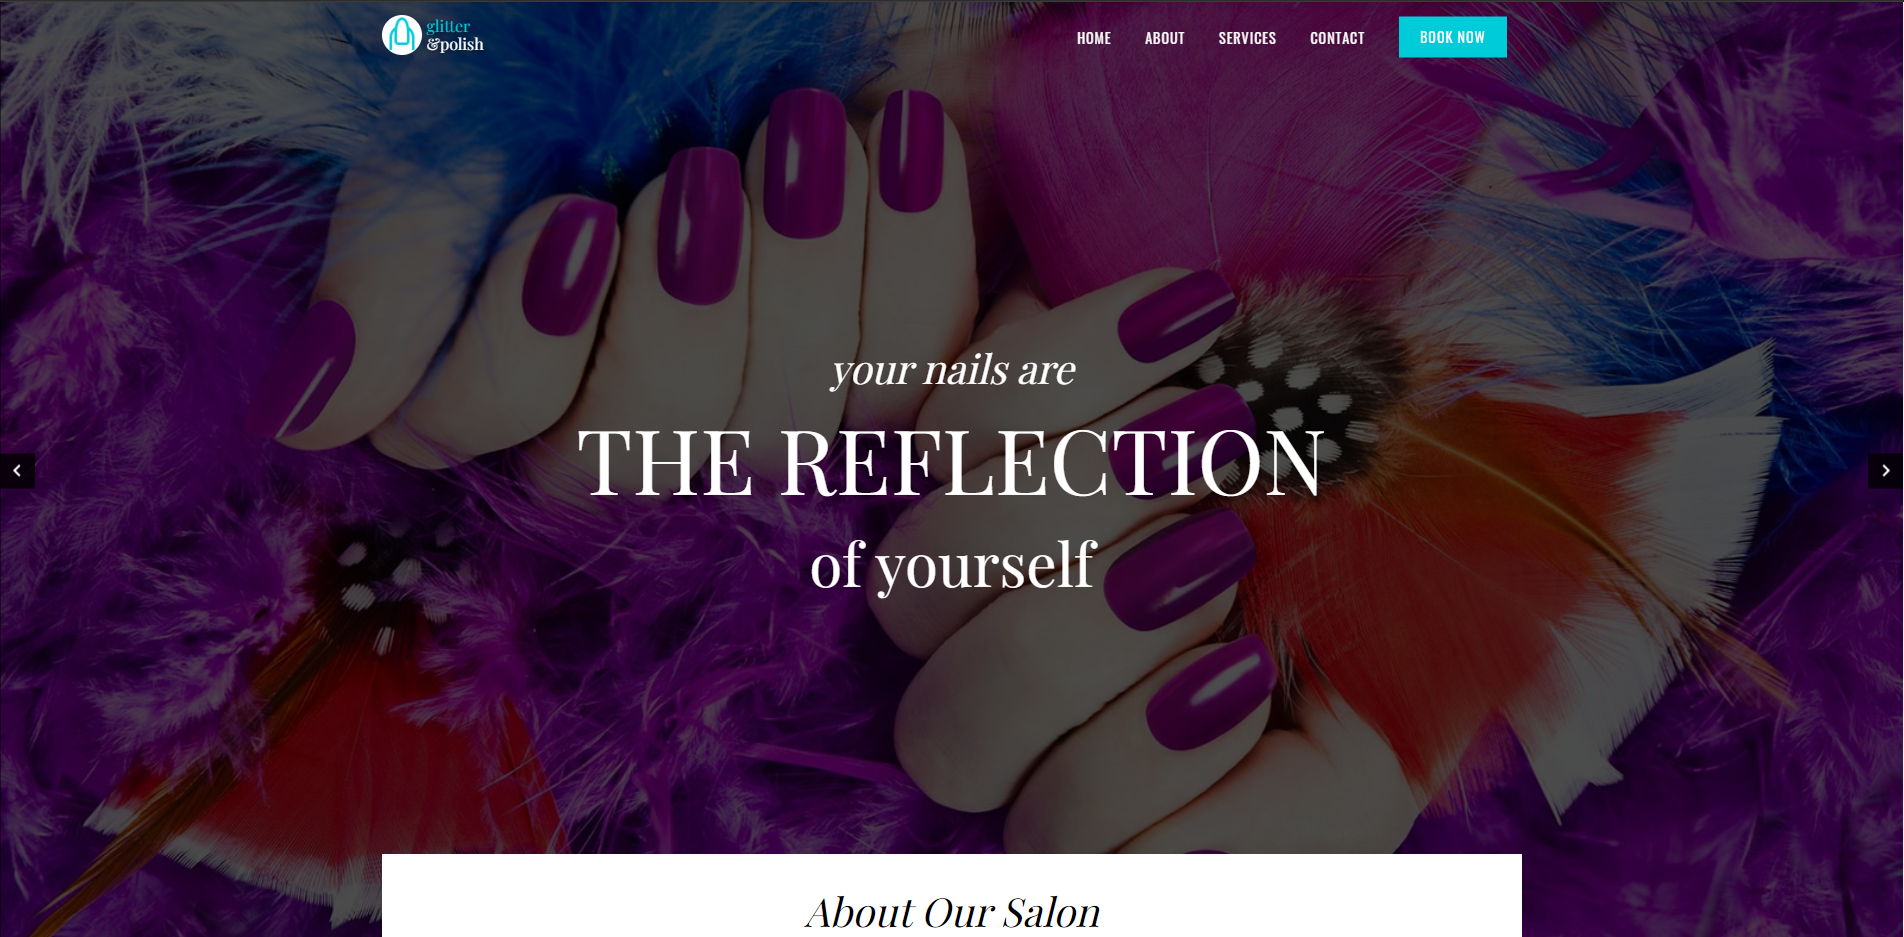 glitter
&polish
HOME ABOUT SERVICES CONTACT BOOK NOW
your nails are
THE REFLECTION
of yourself
About Our Salon